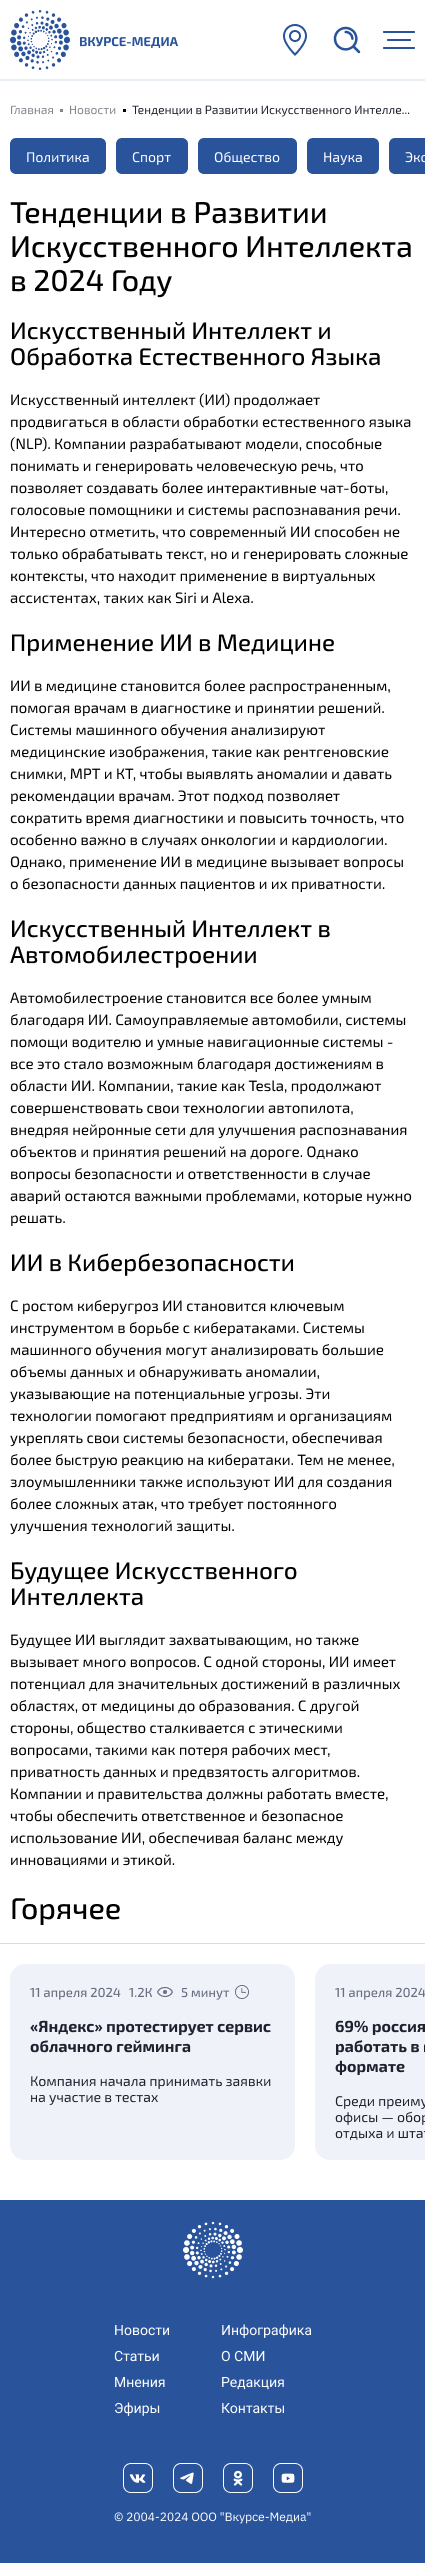 ВКУРСЕ-МЕДИА
Главная ▪ Новости ▪ Тенденции в Развитии Искусственного Интелле...
Политика Спорт Общество Наука Экс
Тенденции в Развитии
Искусственного Интеллекта
в 2024 Году
Искусственный Интеллект и
Обработка Естественного Языка
Искусственный интеллект (ИИ) продолжает
продвигаться в области обработки естественного языка
(NLP). Компании разрабатывают модели, способные
понимать и генерировать человеческую речь, что
позволяет создавать более интерактивные чат-боты,
голосовые помощники и системы распознавания речи.
Интересно отметить, что современный ИИ способен не
только обрабатывать текст, но и генерировать сложные
контексты, что находит применение в виртуальных
ассистентах, таких как Siri и Alexa.
Применение ИИ в Медицине
ИИ в медицине становится более распространенным,
помогая врачам в диагностике и принятии решений.
Системы машинного обучения анализируют
медицинские изображения, такие как рентгеновские
снимки, МРТ и КТ, чтобы выявлять аномалии и давать
рекомендации врачам. Этот подход позволяет
сократить время диагностики и повысить точность, что
особенно важно в случаях онкологии и кардиологии.
Однако, применение ИИ в медицине вызывает вопросы
о безопасности данных пациентов и их приватности.
Искусственный Интеллект в
Автомобилестроении
Автомобилестроение становится все более умным
благодаря ИИ. Самоуправляемые автомобили, системы
помощи водителю и умные навигационные системы -
все это стало возможным благодаря достижениям в
области ИИ. Компании, такие как Tesla, продолжают
совершенствовать свои технологии автопилота,
внедряя нейронные сети для улучшения распознавания
объектов и принятия решений на дороге. Однако
вопросы безопасности и ответственности в случае
аварий остаются важными проблемами, которые нужно
решать.
ИИ в Кибербезопасности
С ростом киберугроз ИИ становится ключевым
инструментом в борьбе с кибератаками. Системы
машинного обучения могут анализировать большие
объемы данных и обнаруживать аномалии,
указывающие на потенциальные угрозы. Эти
технологии помогают предприятиям и организациям
укреплять свои системы безопасности, обеспечивая
более быструю реакцию на кибератаки. Тем не менее,
злоумышленники также используют ИИ для создания
более сложных атак, что требует постоянного
улучшения технологий защиты.
Будущее Искусственного
Интеллекта
Будущее ИИ выглядит захватывающим, но также
вызывает много вопросов. С одной стороны, ИИ имеет
потенциал для значительных достижений в различных
областях, от медицины до образования. С другой
стороны, общество сталкивается с этическими
вопросами, такими как потеря рабочих мест,
приватность данных и предвзятость алгоритмов.
Компании и правительства должны работать вместе,
чтобы обеспечить ответственное и безопасное
использование ИИ, обеспечивая баланс между
инновациями и этикой.
Горячее
11 апреля 2024 1.2К 5 минут
«Яндекс» протестирует сервис
облачного гейминга
Компания начала принимать заявки
на участие в тестах
11 апреля 2024
69% россия
работать в
формате
Среди преиму
офисы — обор
отдыха и шта
Новости
Статьи
Мнения
Эфиры
Инфографика
О СМИ
Редакция
Контакты
© 2004-2024 ООО "Вкурсе-Медиа"